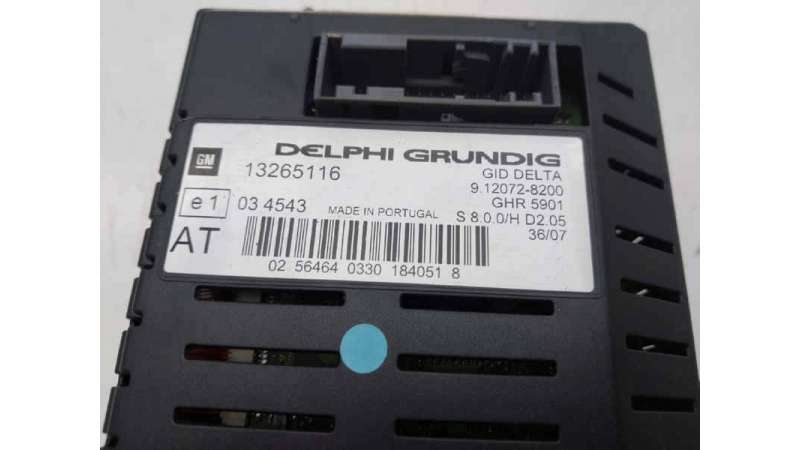 DELPHI GRUNDIG
GM 13265116 GID DELTA
9.12072-8200
GHR 5901
e1 03 4543 MADE IN PORTUGAL S 8.0.0/H D2.05
36/07
AT
02 56464 0330 184051 8